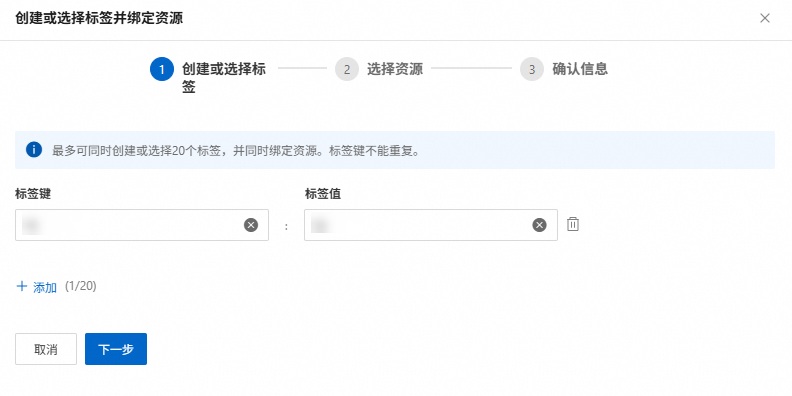 创建或选择标签并绑定资源
1 创建或选择标
签
2 选择资源
3 确认信息
最多可同时创建或选择20个标签，并同时绑定资源。标签键不能重复。
标签键 标签值
:
添加 (1/20)
取消 下一步